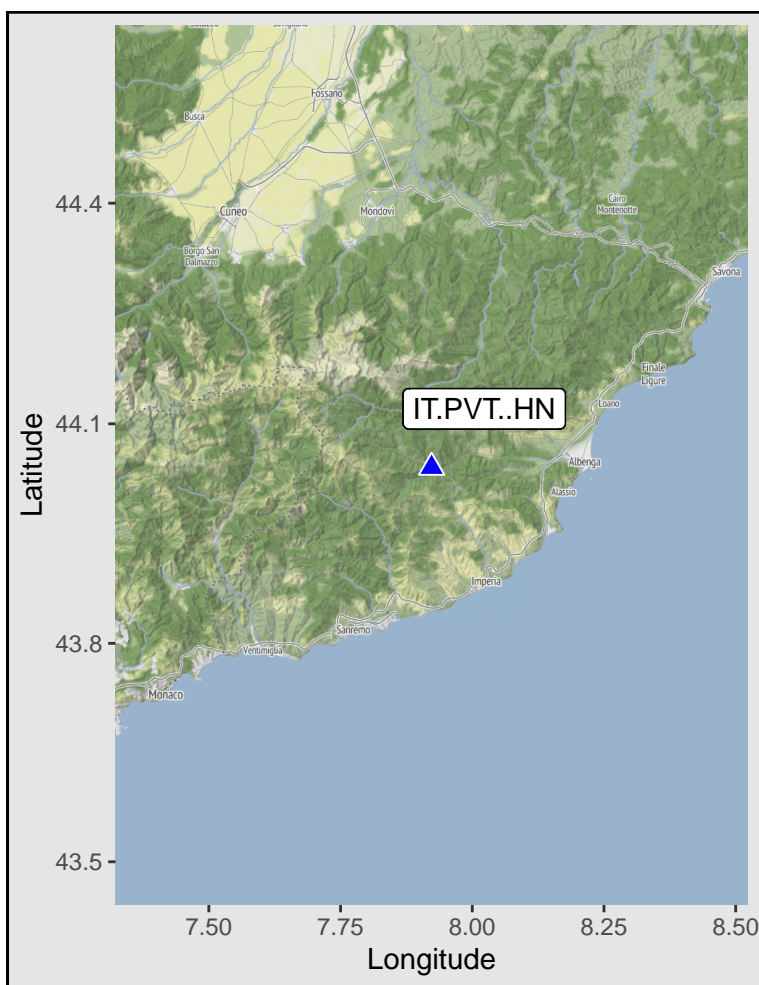 Fossano
Busca
44.4
Cuneo
Mondovì
Cairo
Montenotte
Borgo San
Dalmazzo
Savona
Finale
Ligure
IT.PVT..HN
Loano
44.1
Latitude
Albenga
Alassio
Imperia
43.8
Sanremo
Ventimiglia
Monaco
43.5
7.50
7.75
8.00
8.25
8.50
Longitude